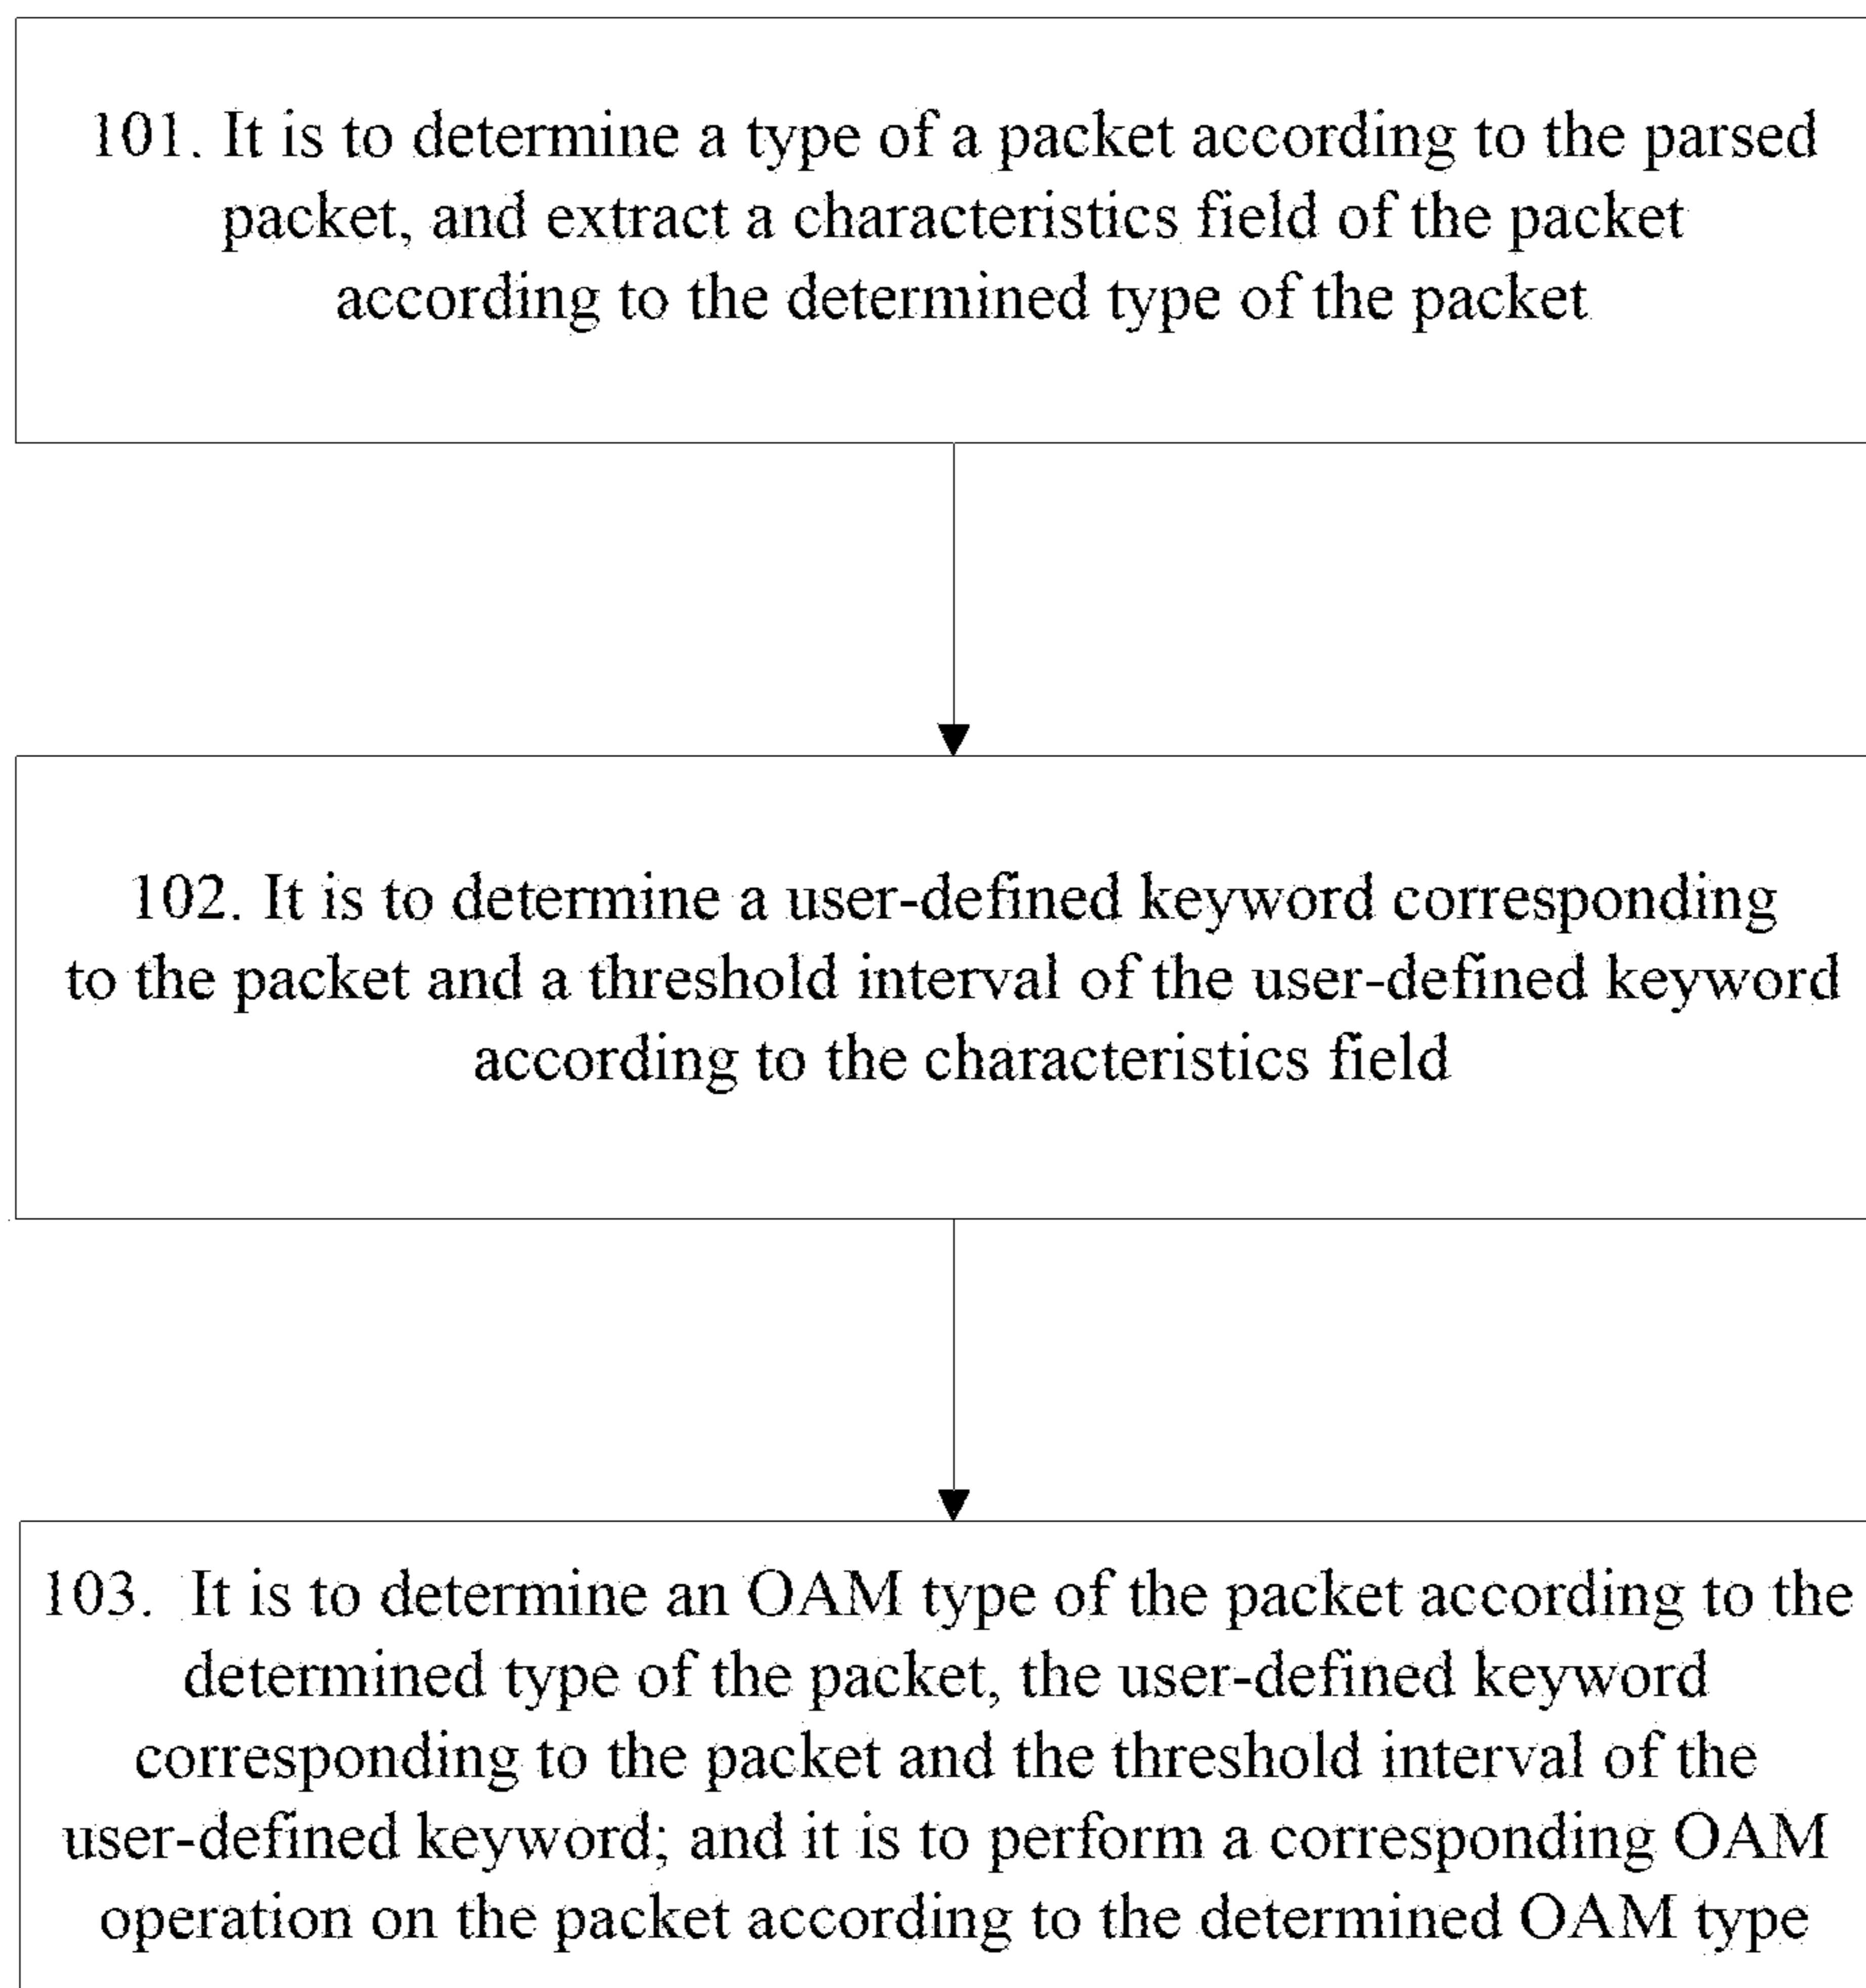 101. It is to determine a type of a packet according to the parsed
packet, and extract a characteristics field of the packet
according to the determined type of the packet
102. It is to determine a user-defined keyword corresponding
to the packet and a threshold interval of the user-defined keyword
according to the characteristics field
103. It is to determine an OAM type of the packet according to the
determined type of the packet, the user-defined keyword
corresponding to the packet and the threshold interval of the
user-defined keyword; and it is to perform a corresponding OAM
operation on the packet according to the determined OAM type